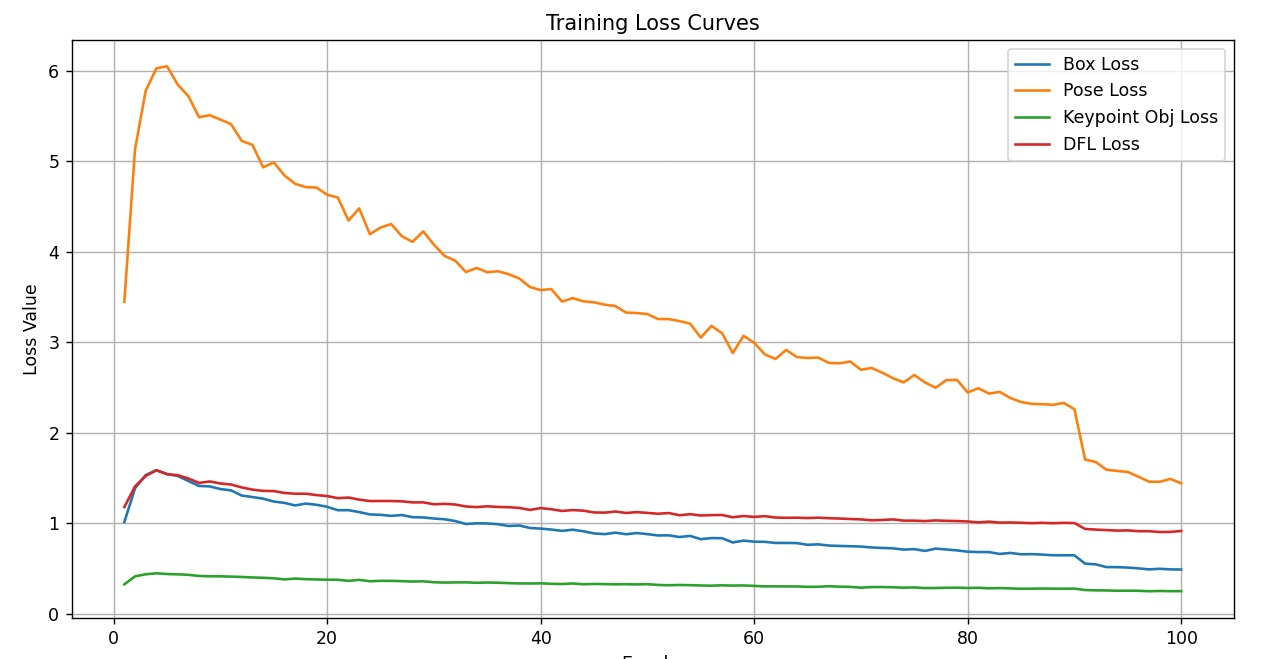 Training Loss Curves
Box Loss
Pose Loss
Keypoint Obj Loss
DFL Loss
Loss Value
6
5
4
3
2
1
0
0 20 40 60 80 100